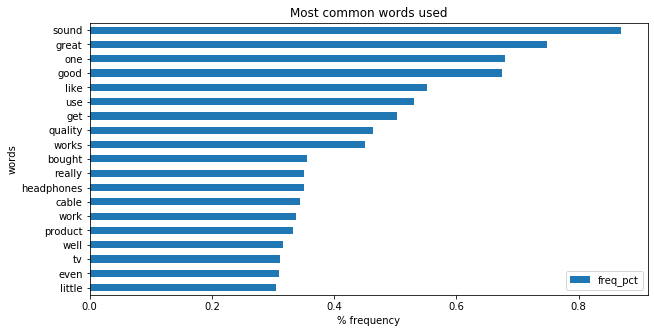 Most common words used
sound
great
one
good
like
use
get
quality
works
bought
really
headphones
cable
work
product
well
tv
even
little
words
0.0 0.2 0.4 0.6 0.8
% frequency
freq_pct